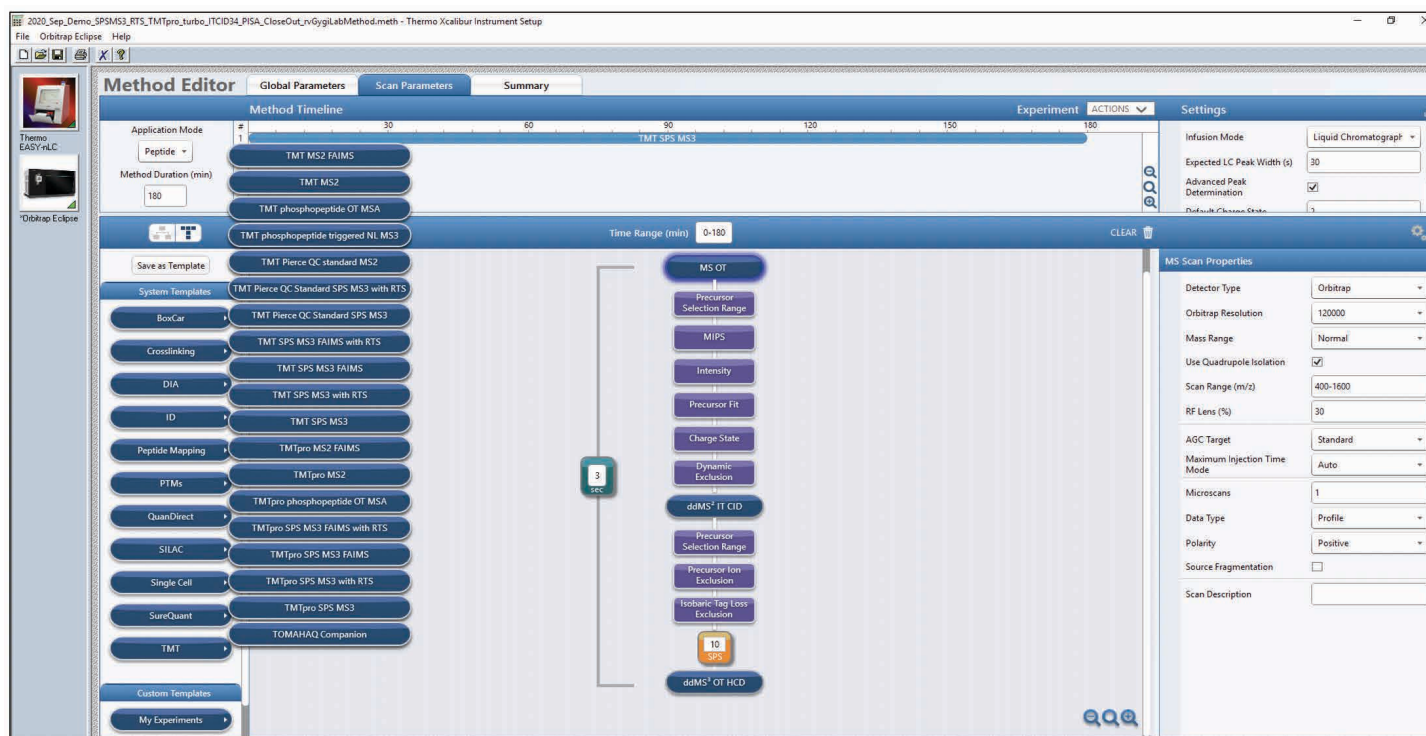 2020_Sep_Demo_SPSMS3_RTS_TMTpro_turbo_ITCID34_PISA_CloseOut_rvGygiLabMethod.meth - Thermo Xcalibur Instrument Setup
File Orbitrap Eclipse Help
Thermo
EASY-nLC
*Orbitrap Eclipse
Method Editor
Global Parameters
Scan Parameters
Summary
Method Timeline
Experiment
ACTIONS
Settings
Application Mode
Peptide
Method Duration (min)
180
#
30
60
90
120
150
180
1
TMT SPS MS3
Infusion Mode
Liquid Chromatograph
Expected LC Peak Width (s)
30
Advanced Peak
Determination
Default Charge State
2
Time Range (min)
0-180
CLEAR
Save as Template
System Templates
BoxCar
Crosslinking
DIA
ID
Peptide Mapping
PTMs
QuanDirect
SILAC
Single Cell
SureQuant
TMT
Custom Templates
My Experiments
TMT MS2 FAIMS
TMT MS2
TMT phosphopeptide OT MSA
TMT phosphopeptide triggered NL MS3
TMT Pierce QC standard MS2
TMT Pierce QC Standard SPS MS3 with RTS
TMT Pierce QC Standard SPS MS3
TMT SPS MS3 FAIMS with RTS
TMT SPS MS3 FAIMS
TMT SPS MS3 with RTS
TMT SPS MS3
TMTpro MS2 FAIMS
TMTpro MS2
TMTpro phosphopeptide OT MSA
TMTpro SPS MS3 FAIMS with RTS
TMTpro SPS MS3 FAIMS
TMTpro SPS MS3 with RTS
TMTpro SPS MS3
TOMAHAQ Companion
3
sec
MS OT
Precursor
Selection Range
MIPS
Intensity
Precursor Fit
Charge State
Dynamic
Exclusion
ddMS² IT CID
Precursor
Selection Range
Precursor Ion
Exclusion
Isobaric Tag Loss
Exclusion
10
SPS
ddMS³ OT HCD
MS Scan Properties
Detector Type
Orbitrap
Orbitrap Resolution
120000
Mass Range
Normal
Use Quadrupole Isolation
Scan Range (m/z)
400-1600
RF Lens (%)
30
AGC Target
Standard
Maximum Injection Time
Mode
Auto
Microscans
1
Data Type
Profile
Polarity
Positive
Source Fragmentation
Scan Description